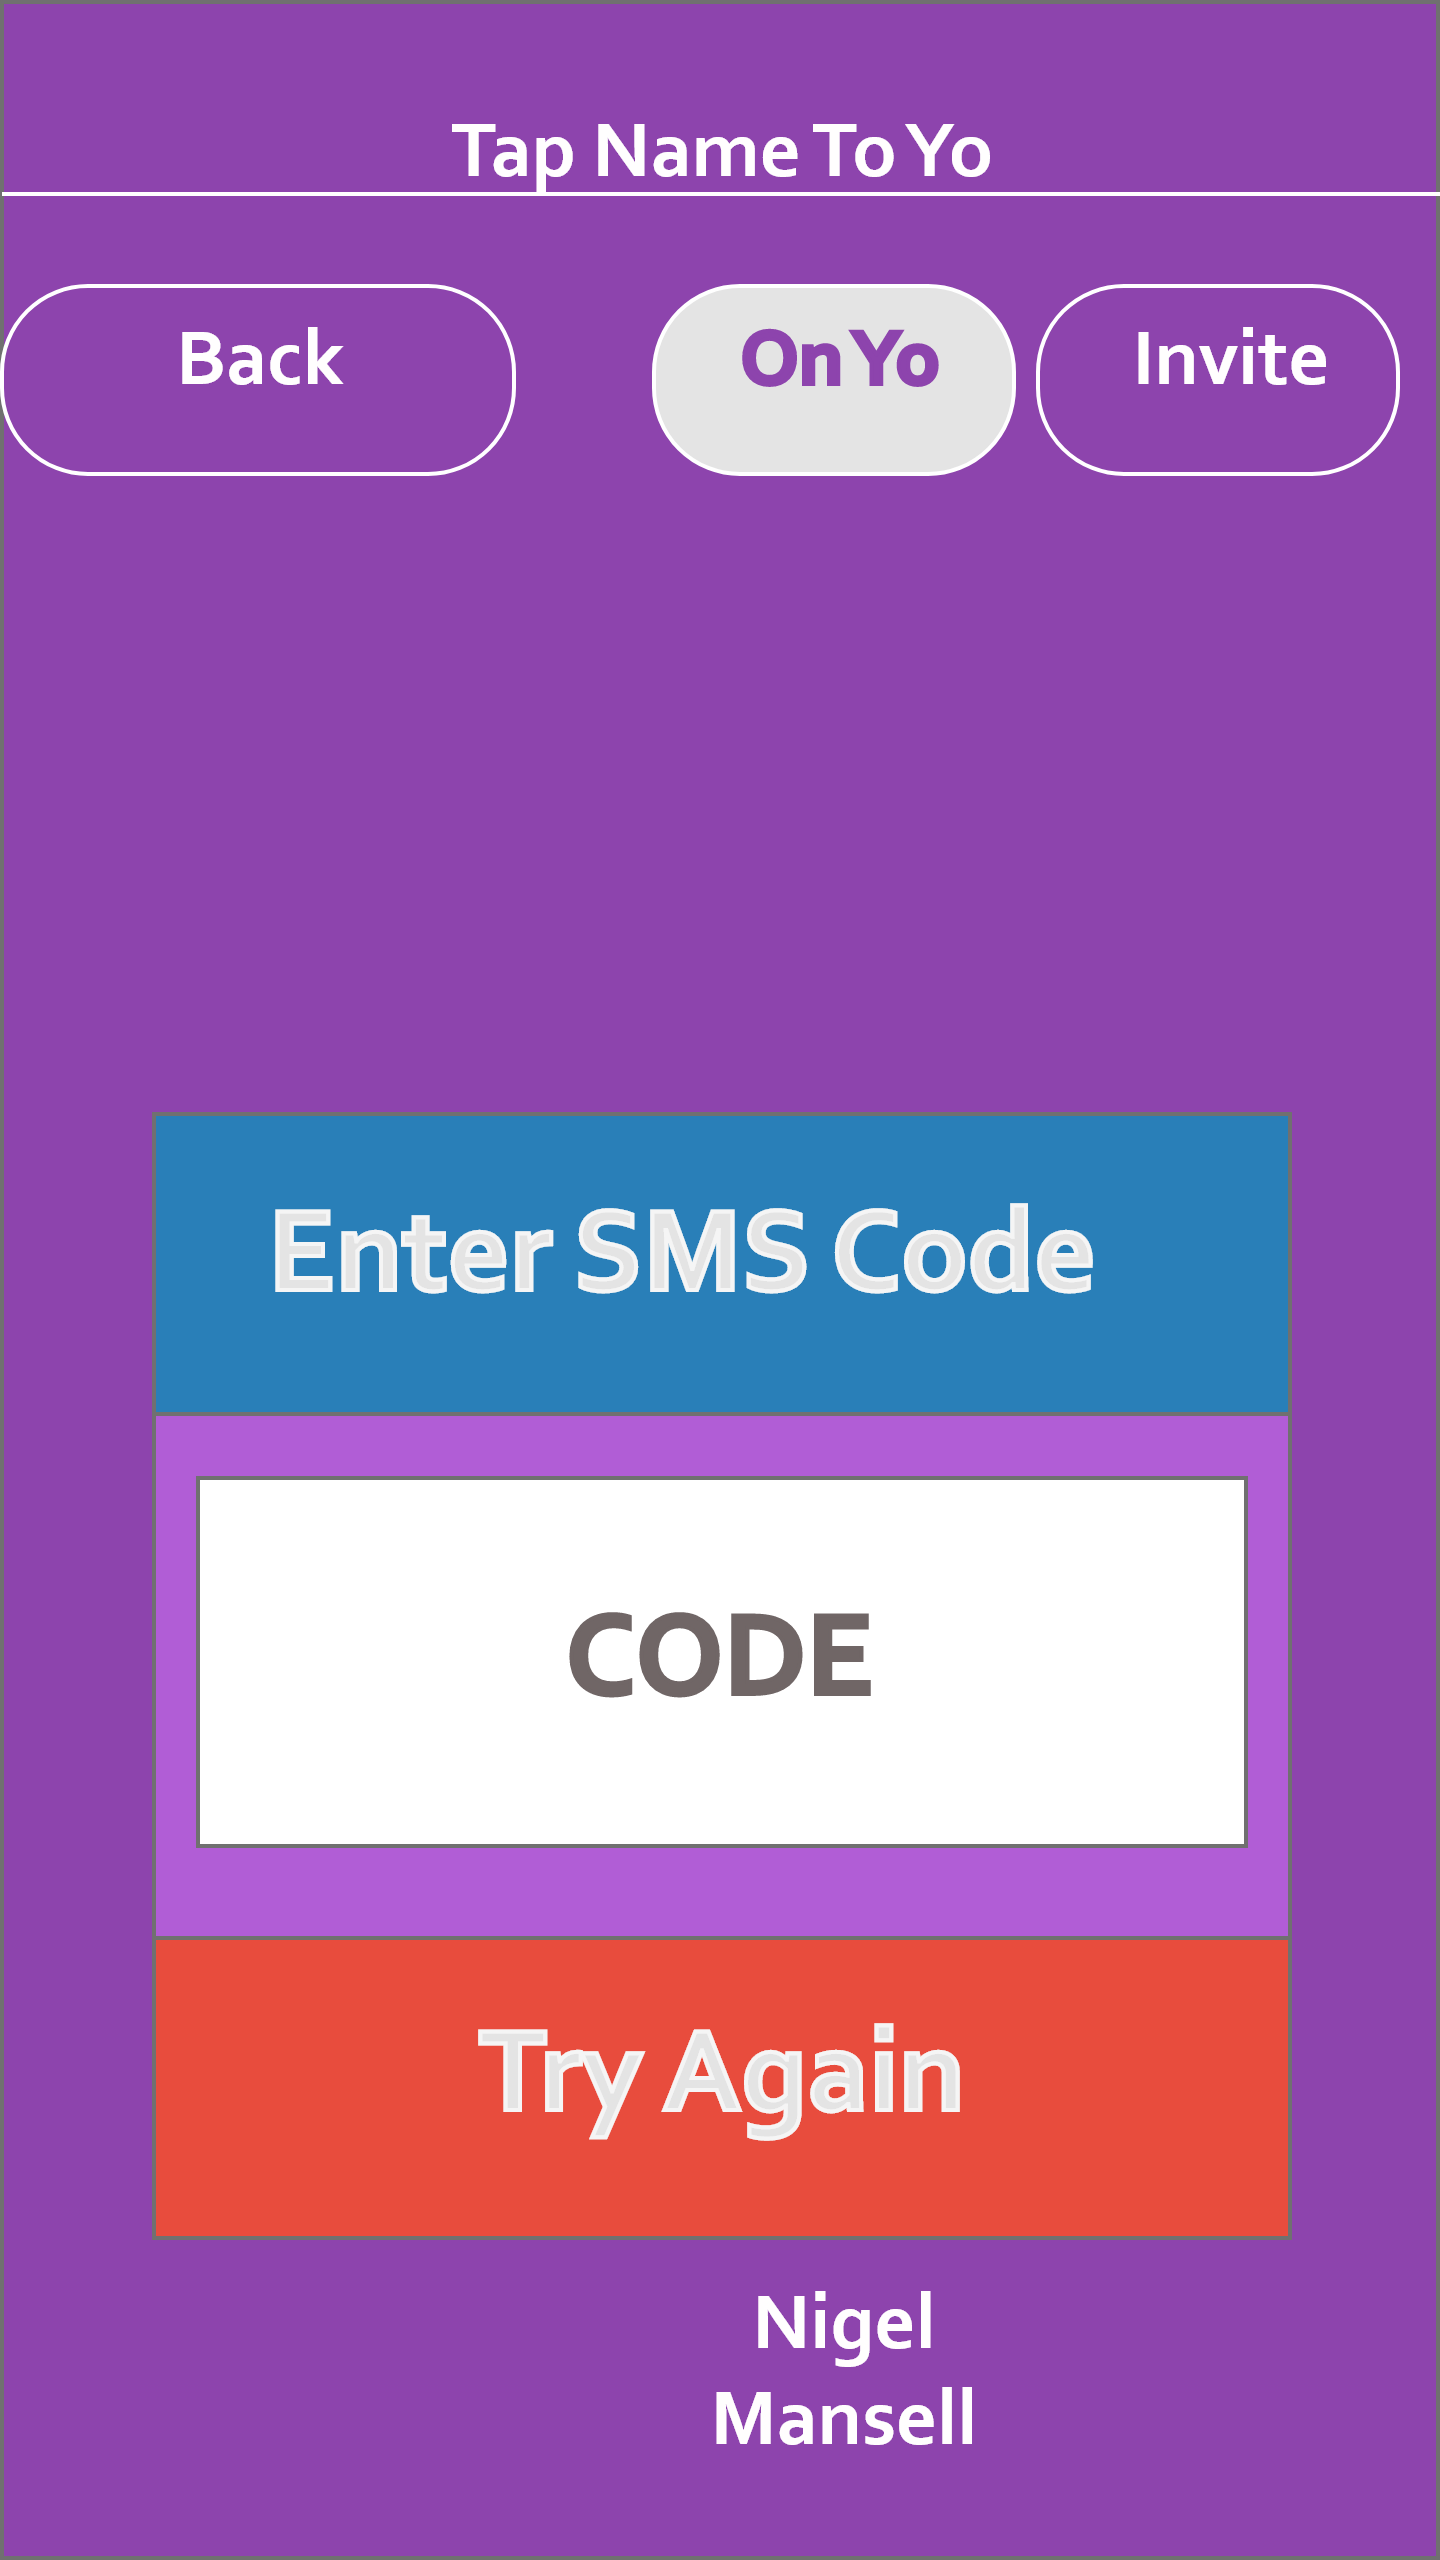 Tap Name To Yo
Back
On Yo
Invite
Enter SMS Code
CODE
Try Again
Nigel
Mansell